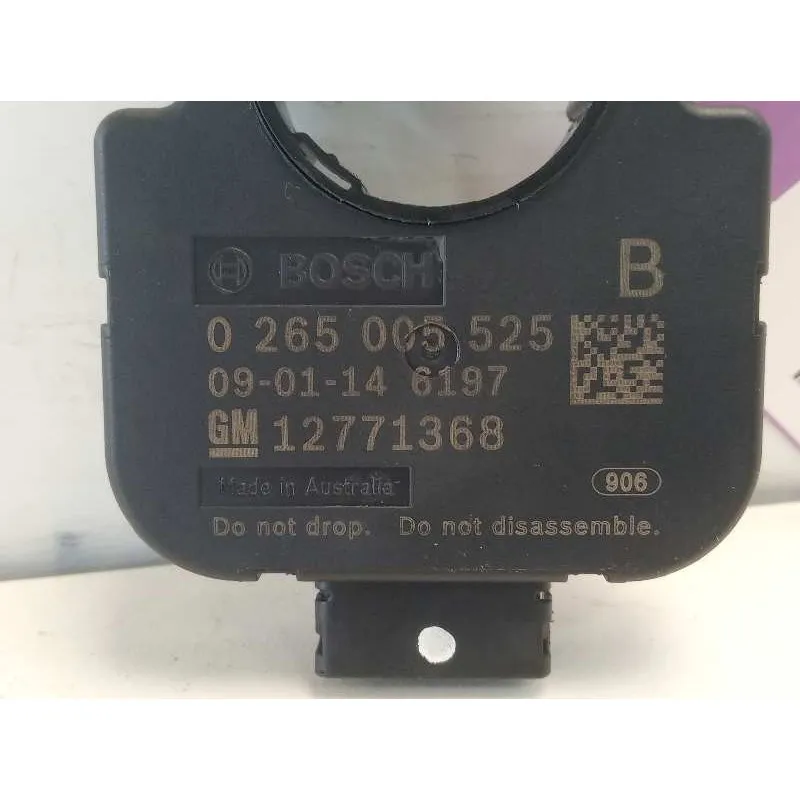 BOSCH B
0 265 005 525
09-01-14 6197
GM 12771368
Made in Australia 906
Do not drop. Do not disassemble.